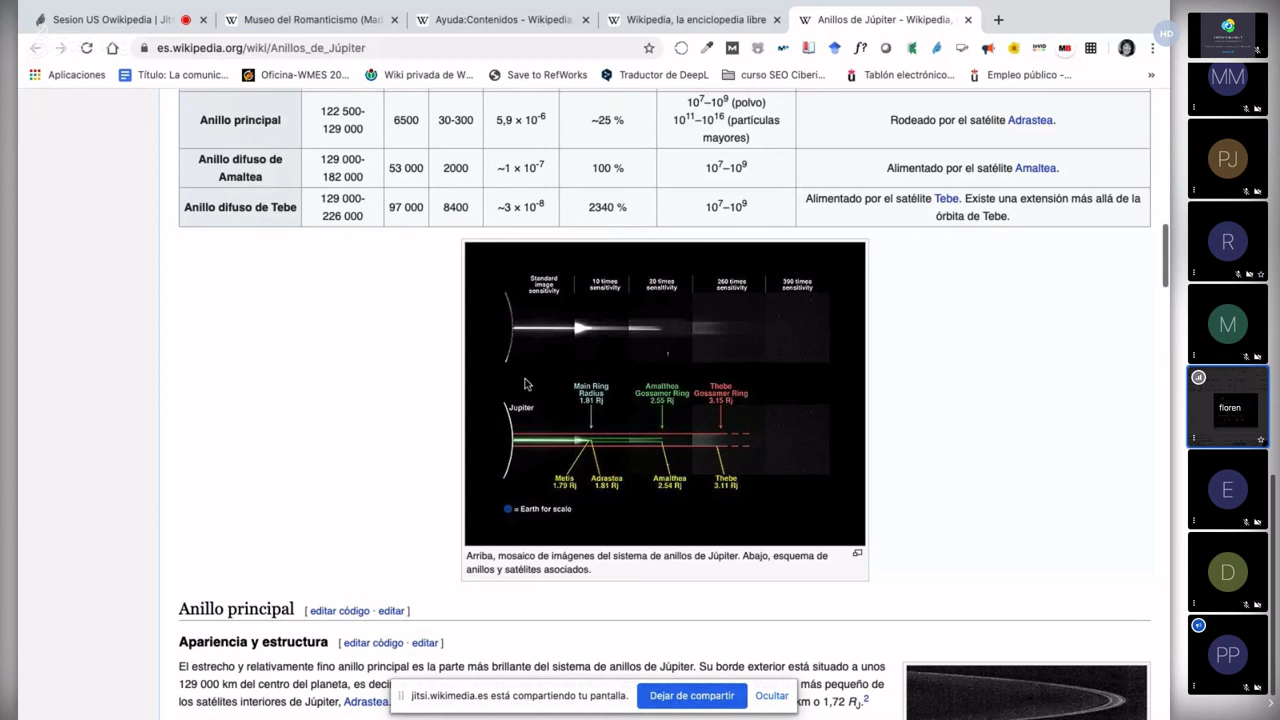 Sesion US Owikipedia | Jits
Museo del Romanticismo (Mad
Ayuda:Contenidos - Wikipedia,
Wikipedia, la enciclopedia libre
Anillos de Júpiter - Wikipedia,
es.wikipedia.org/wiki/Anillos_de_Júpiter
HD
Aplicaciones
Título: La comunic...
Oficina-WMES 20...
Wiki privada de W...
Save to RefWorks
Traductor de DeepL
curso SEO Ciberi...
Tablón electrónico...
Empleo público -...
»
Anillo principal
122 500-
129 000
6500
30-300
5,9 × 10⁻⁶
~25 %
10⁷–10⁹ (polvo)
10¹¹–10¹⁶ (partículas
mayores)
Rodeado por el satélite Adrastea.
Anillo difuso de
Amaltea
129 000-
182 000
53 000
2000
~1 × 10⁻⁷
100 %
10⁷–10⁹
Alimentado por el satélite Amaltea.
Anillo difuso de Tebe
129 000-
226 000
97 000
8400
~3 × 10⁻⁸
2340 %
10⁷–10⁹
Alimentado por el satélite Tebe. Existe una extensión más allá de la
órbita de Tebe.
Standard
image
sensitivity
10 times
sensitivity
20 times
sensitivity
260 times
sensitivity
390 times
sensitivity
Main Ring
Radius
1.81 Rj
Amalthea
Gossamer Ring
2.55 Rj
Thebe
Gossamer Ring
3.15 Rj
Jupiter
Metis
1.79 Rj
Adrastea
1.81 Rj
Amalthea
2.54 Rj
Thebe
3.11 Rj
= Earth for scale
Arriba, mosaico de imágenes del sistema de anillos de Júpiter. Abajo, esquema de
anillos y satélites asociados.
Anillo principal [ editar código · editar ]
Apariencia y estructura [ editar código · editar ]
El estrecho y relativamente fino anillo principal es la parte más brillante del sistema de anillos de Júpiter. Su borde exterior está situado a unos
129 000 km del centro del planeta, es deci
más pequeño de
los satélites interiores de Júpiter, Adrastea.
km o 1,72 RJ.²
jitsi.wikimedia.es está compartiendo tu pantalla.
Dejar de compartir
Ocultar
MM
PJ
R
M
floren
E
D
PP